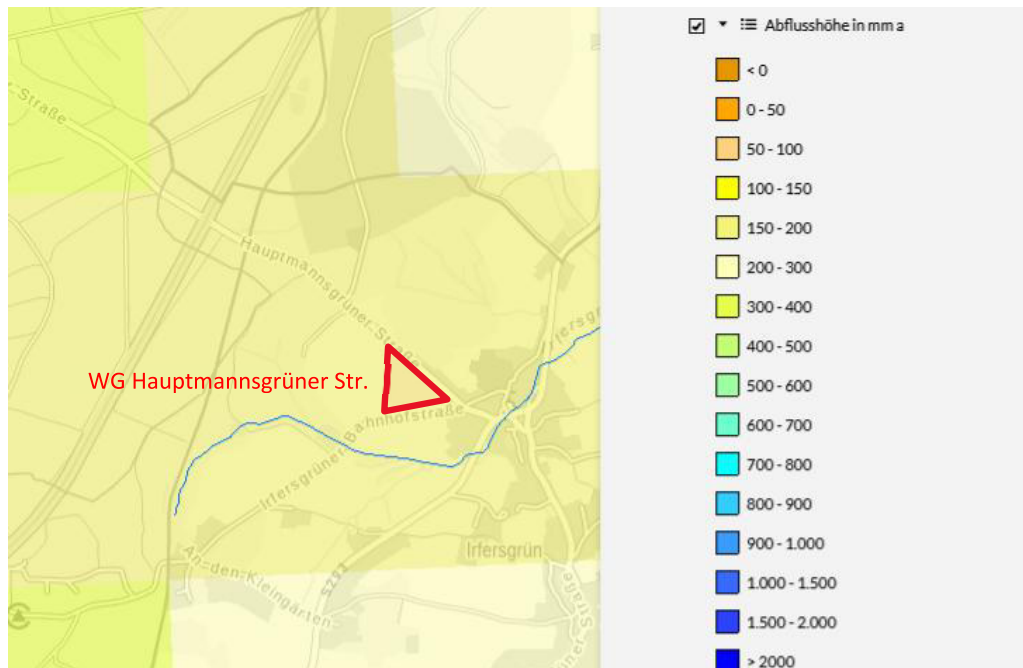 r Straße
Hauptmannsgrüner Straße
WG Hauptmannsgrüner Str.
Irfersgrüner Bahnhofstraße
Irfersgrün
An den Kleingärten
S281
Abflusshöhe in mm a
< 0
0 - 50
50 - 100
100 - 150
150 - 200
200 - 300
300 - 400
400 - 500
500 - 600
600 - 700
700 - 800
800 - 900
900 - 1.000
1.000 - 1.500
1.500 - 2.000
> 2000